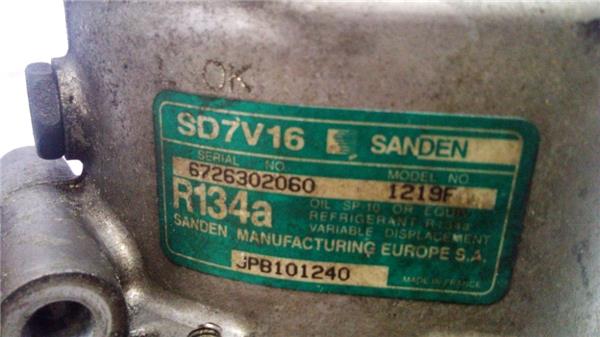 OK
SD7V16 SANDEN
SERIAL NO. MODEL NO
6726302060 1219F
R134a
OIL SP-10 OR EQUIV
REFRIGERANT R134a
VARIABLE DISPLACEMENT
SANDEN MANUFACTURING EUROPE S.A.
JPB101240
MADE IN FRANCE